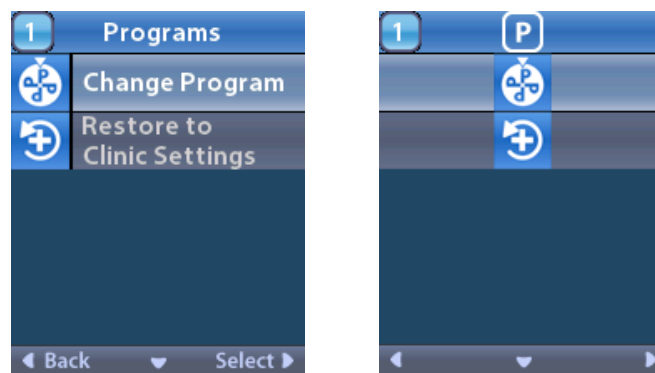 1 Programs
Change Program
Restore to
Clinic Settings
Back Select
1 P